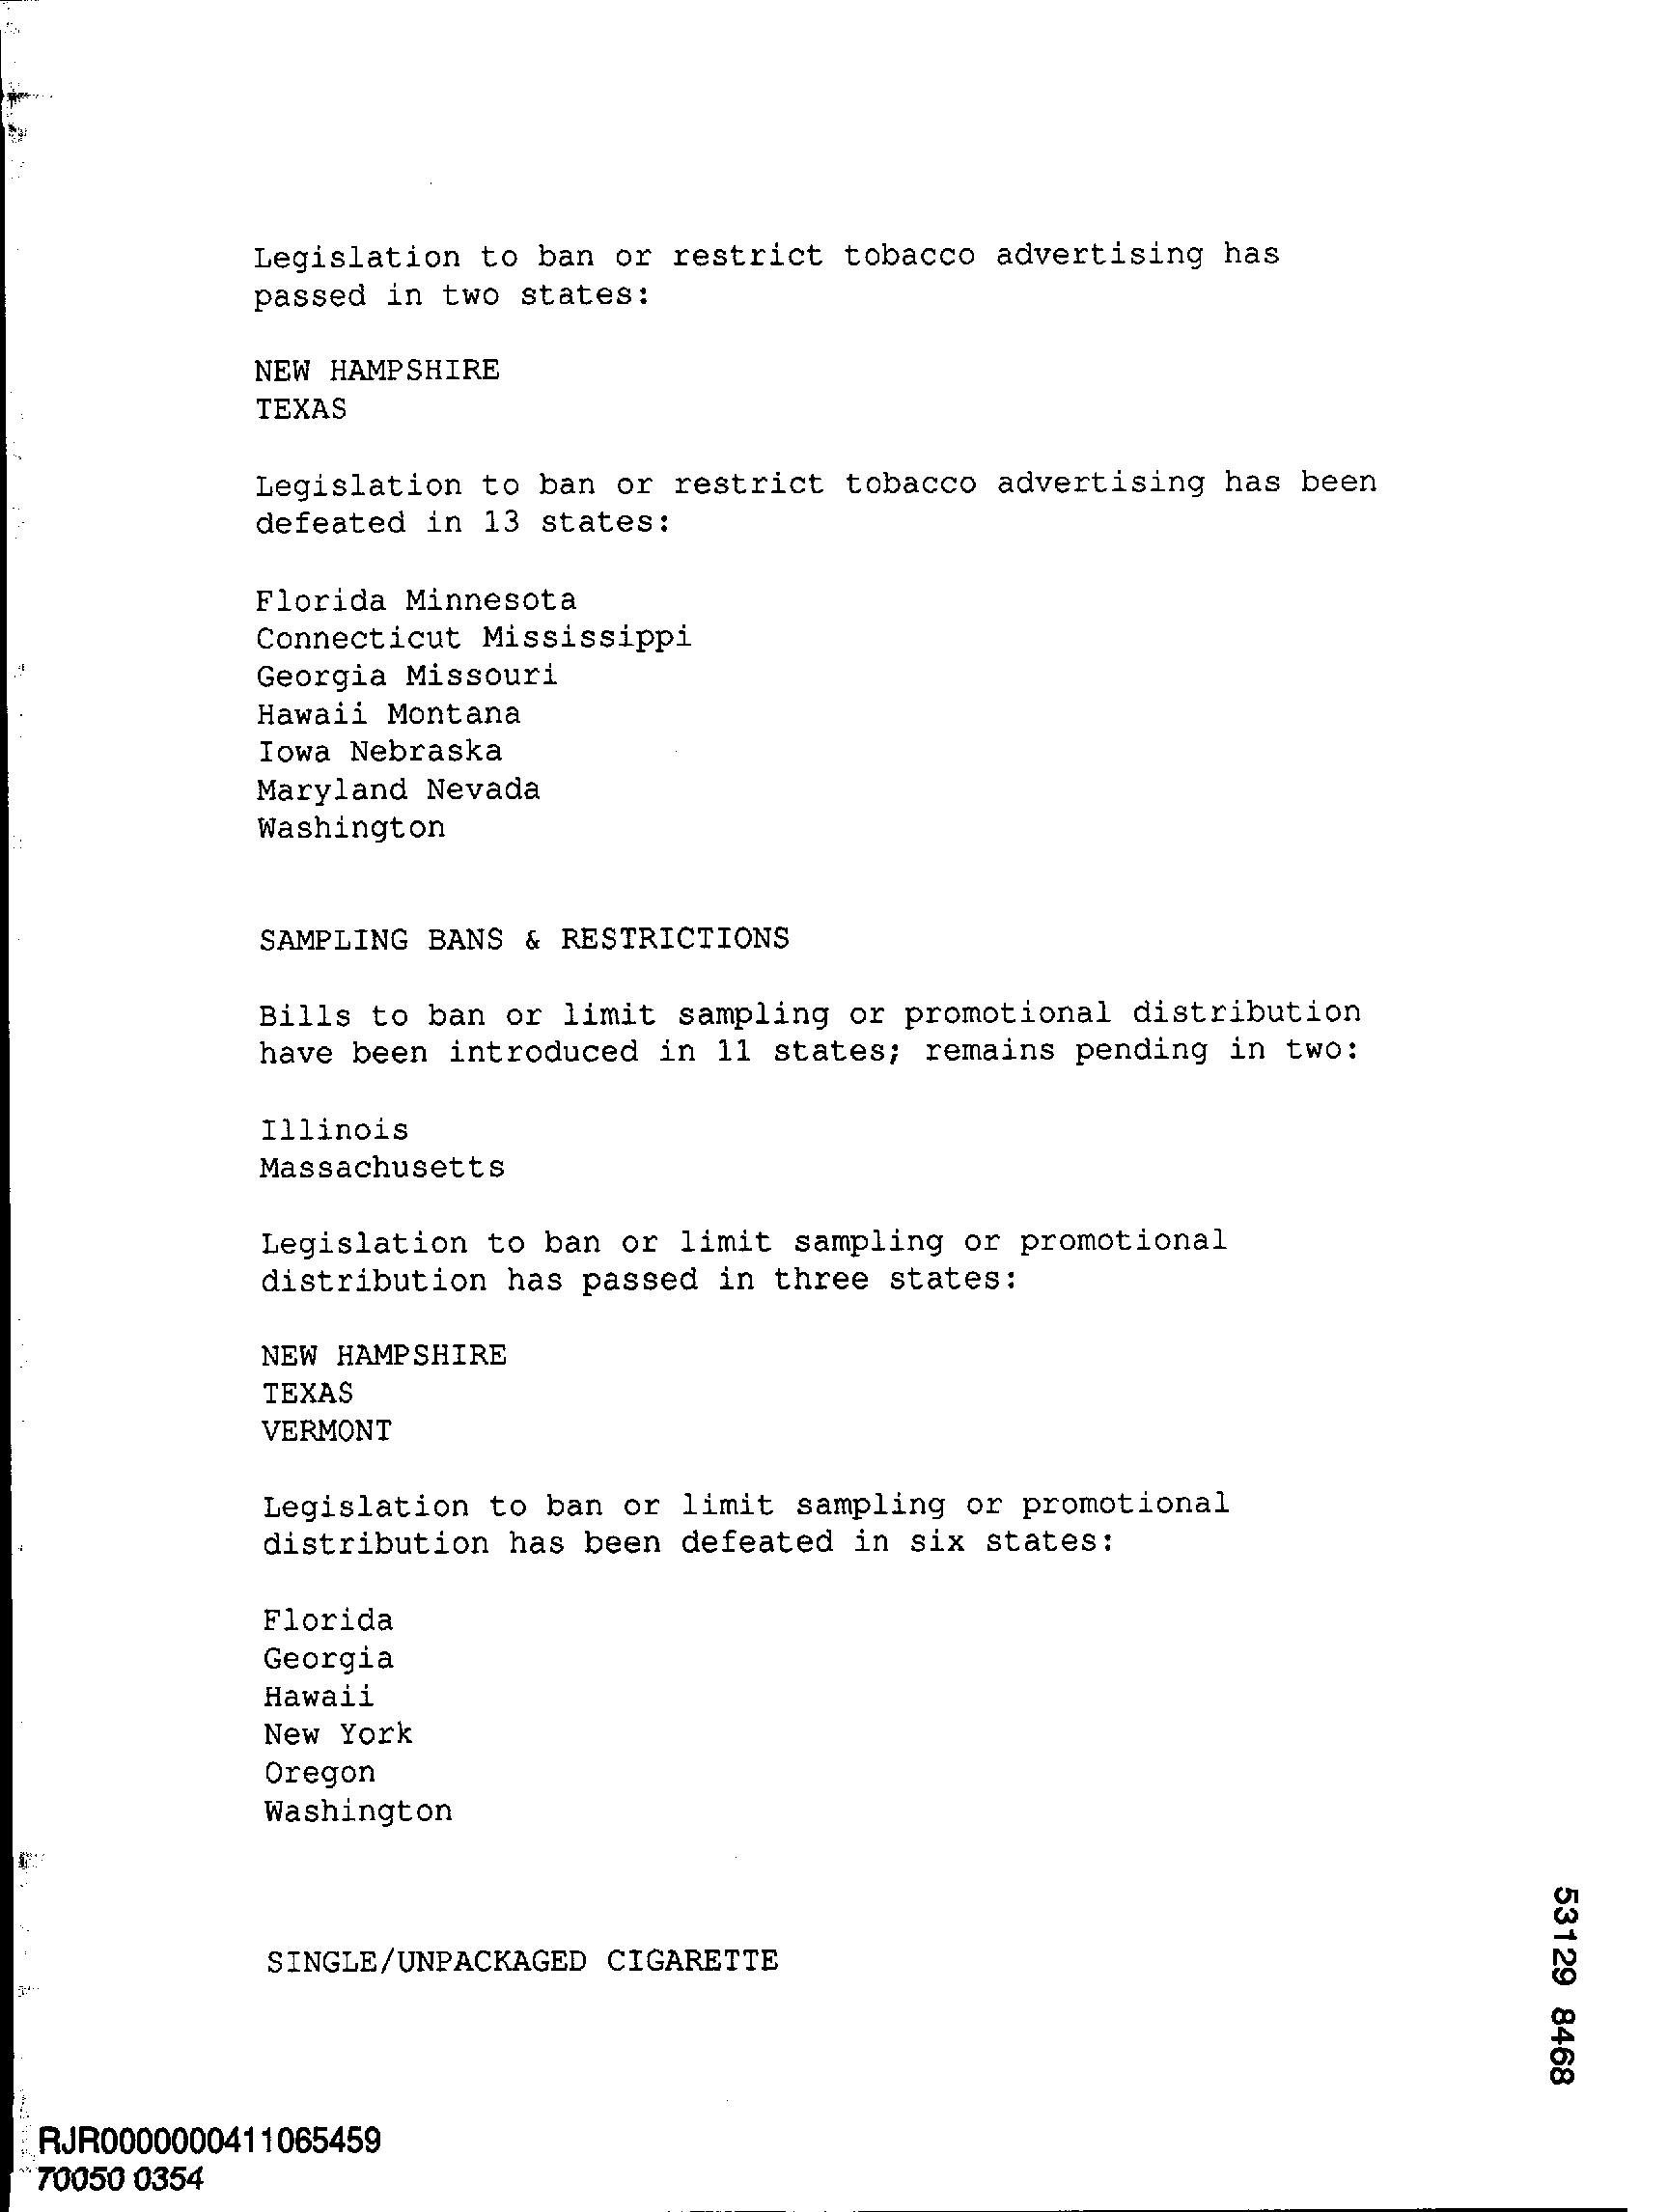 Legislation to ban or restrict tobacco advertising has
passed in two states:
NEW HAMPSHIRE
TEXAS
Legislation to ban or restrict tobacco advertising has been
defeated in 13 states:
Florida Minnesota
Connecticut Mississippi
Georgia Missouri
Hawaii Montana
Iowa Nebraska
Maryland Nevada
Washington
SAMPLING BANS & RESTRICTIONS
Bills to ban or limit sampling or promotional distribution
have been introduced in 11 states; remains pending in two:
Illinois
Massachusetts
Legislation to ban or limit sampling or promotional
distribution has passed in three states:
NEW HAMPSHIRE
TEXAS
VERMONT
Legislation to ban or limit sampling or promotional
distribution has been defeated in six states:
Florida
Georgia
Hawaii
New York
Oregon
Washington
SINGLE/UNPACKAGED CIGARETTE
53129 8468
RJR0000000411065459
70050 0354